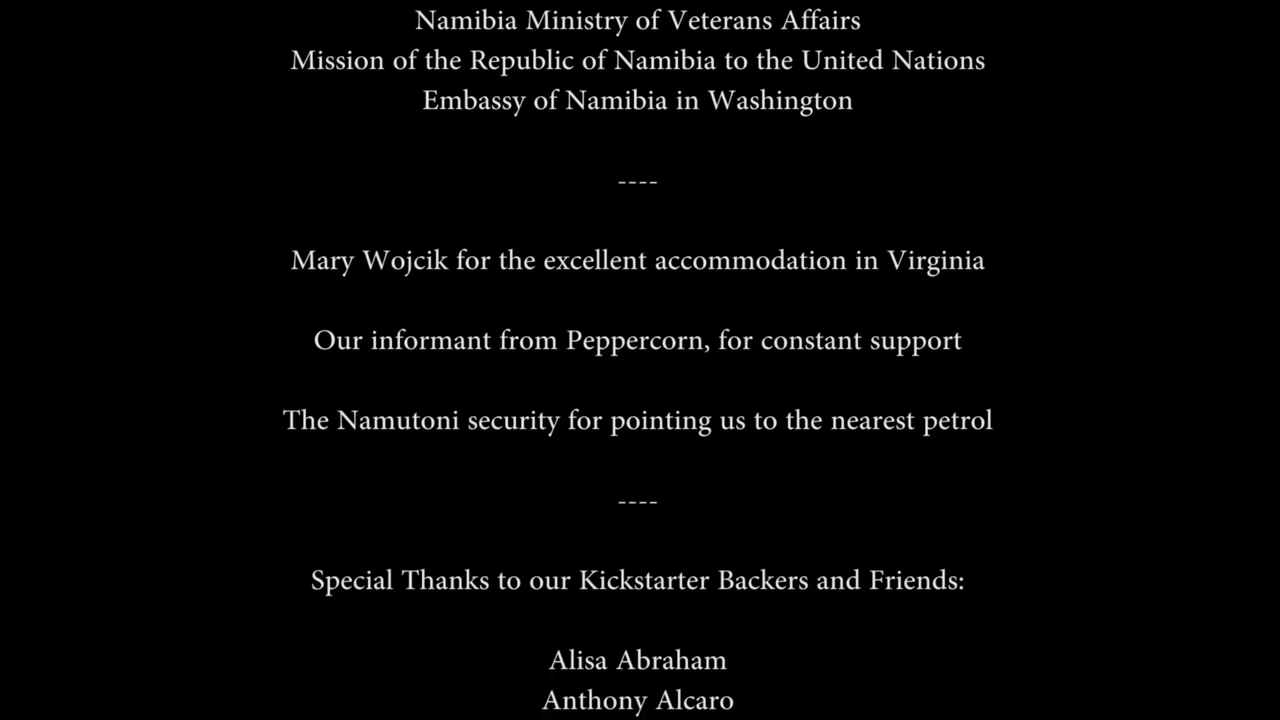 Namibia Ministry of Veterans Affairs
Mission of the Republic of Namibia to the United Nations
Embassy of Namibia in Washington
----
Mary Wojcik for the excellent accommodation in Virginia
Our informant from Peppercorn, for constant support
The Namutoni security for pointing us to the nearest petrol
----
Special Thanks to our Kickstarter Backers and Friends:
Alisa Abraham
Anthony Alcaro